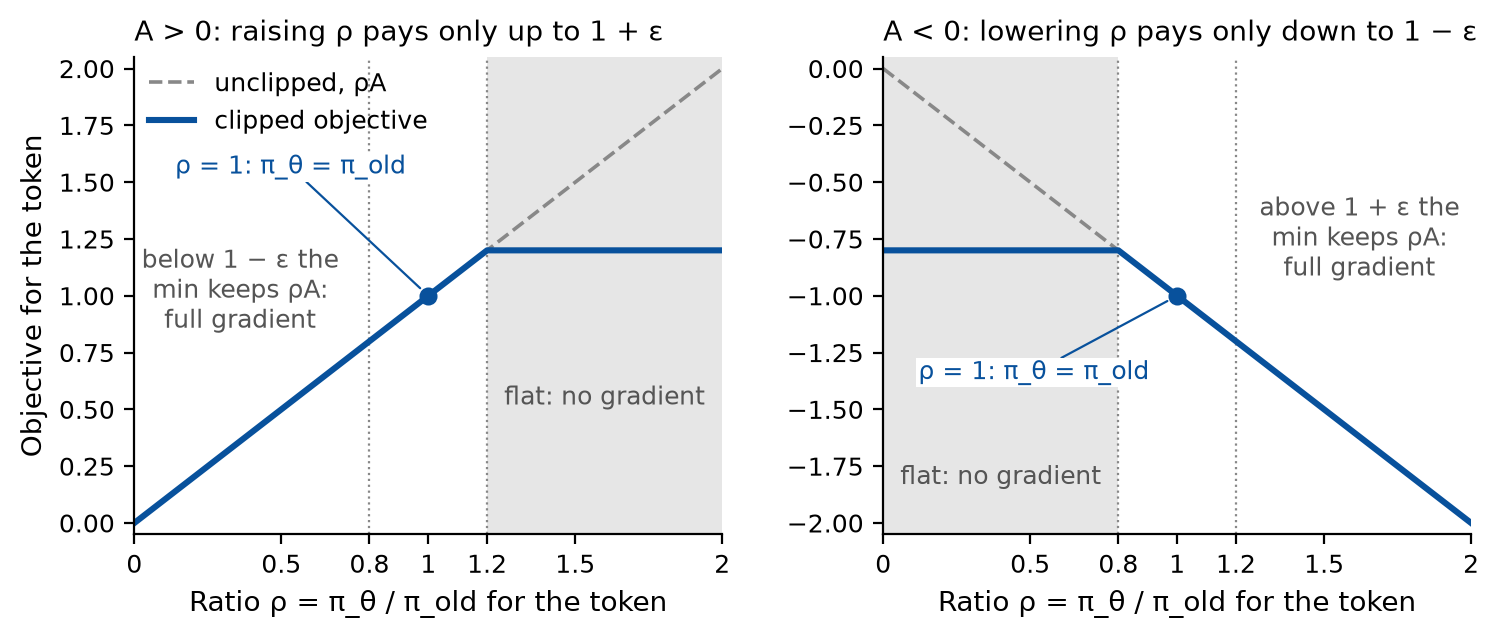 A > 0: raising ρ pays only up to 1 + ε
Objective for the token
2.00
1.75
1.50
1.25
1.00
0.75
0.50
0.25
0.00
unclipped, ρA
clipped objective
ρ = 1: π_θ = π_old
below 1 − ε the
min keeps ρA:
full gradient
flat: no gradient
0 0.5 0.8 1 1.2 1.5 2
Ratio ρ = π_θ / π_old for the token
A < 0: lowering ρ pays only down to 1 − ε
0.00
−0.25
−0.50
−0.75
−1.00
−1.25
−1.50
−1.75
−2.00
above 1 + ε the
min keeps ρA:
full gradient
ρ = 1: π_θ = π_old
flat: no gradient
0 0.5 0.8 1 1.2 1.5 2
Ratio ρ = π_θ / π_old for the token